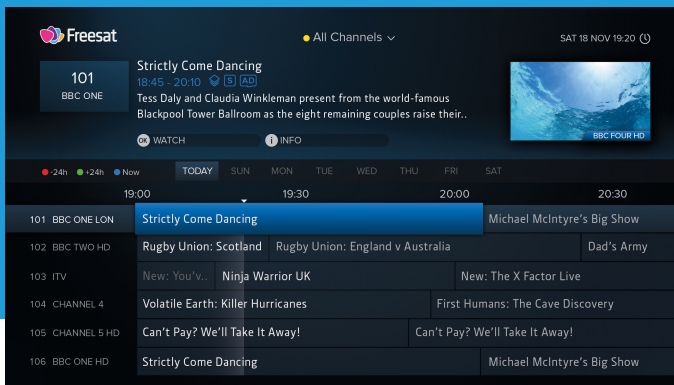 Freesat
All Channels
SAT 18 NOV 19:20
101
BBC ONE
Strictly Come Dancing
18:45 - 20:10 S AD
Tess Daly and Claudia Winkleman present from the world-famous
Blackpool Tower Ballroom as the eight remaining couples raise their..
OK WATCH
i INFO
BBC FOUR HD
-24h +24h Now
TODAY SUN MON TUE WED THU FRI SAT
19:00 19:30 20:00 20:30
101 BBC ONE LON Strictly Come Dancing Michael McIntyre's Big Show
102 BBC TWO HD Rugby Union: Scotland Rugby Union: England v Australia Dad's Army
103 ITV New: You'v.. Ninja Warrior UK New: The X Factor Live
104 CHANNEL 4 Volatile Earth: Killer Hurricanes First Humans: The Cave Discovery
105 CHANNEL 5 HD Can't Pay? We'll Take It Away! Can't Pay? We'll Take It Away!
106 BBC ONE HD Strictly Come Dancing Michael McIntyre's Big Show